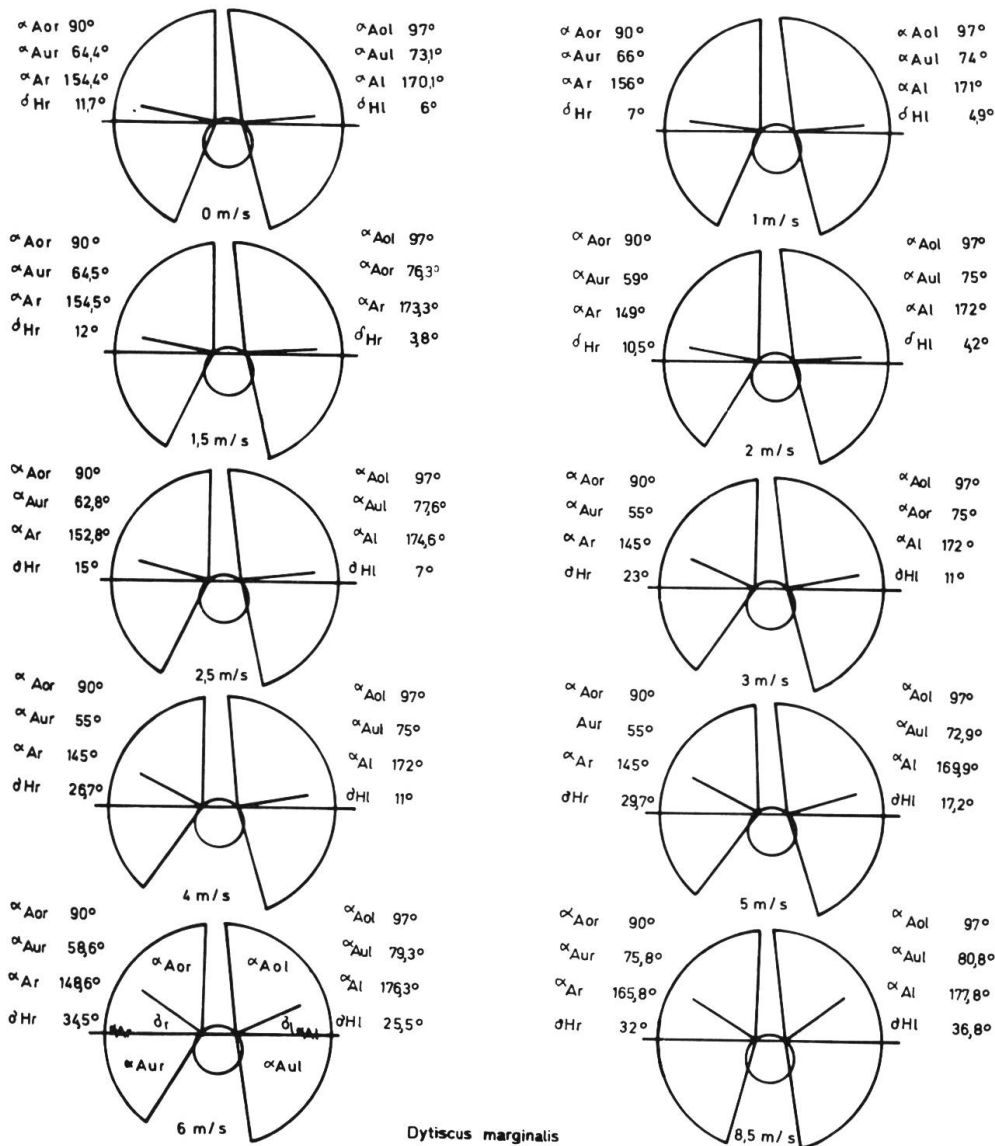 αAor 90°
αAur 64,4°
αAr 154,4°
δHr 11,7°
αAol 97°
αAul 73,1°
αAl 170,1°
δHl 6°
0 m/s
αAor 90°
αAur 66°
αAr 156°
δHr 7°
αAol 97°
αAul 74°
αAl 171°
δHl 4,9°
1 m/s
αAor 90°
αAur 64,5°
αAr 154,5°
δHr 12°
αAol 97°
αAor 76,3°
αAr 173,3°
δHr 3,8°
1,5 m/s
αAor 90°
αAur 59°
αAr 149°
δHr 10,5°
αAol 97°
αAul 75°
αAl 172°
δHl 4,2°
2 m/s
αAor 90°
αAur 62,8°
αAr 152,8°
δHr 15°
αAol 97°
αAul 77,6°
αAl 174,6°
δHl 7°
2,5 m/s
αAor 90°
αAur 55°
αAr 145°
δHr 23°
αAol 97°
αAor 75°
αAl 172°
δHl 11°
3 m/s
αAor 90°
αAur 55°
αAr 145°
δHr 26,7°
αAol 97°
αAul 75°
αAl 172°
δHl 11°
4 m/s
αAor 90°
Aur 55°
αAr 145°
δHr 29,7°
αAol 97°
αAul 72,9°
αAl 169,9°
δHl 17,2°
5 m/s
αAor 90°
αAur 58,6°
αAr 148,6°
δHr 34,5°
αAor
αAol
δr
δl
αAr
αAl
αAur
αAul
αAol 97°
αAul 79,3°
αAl 176,3°
δHl 25,5°
6 m/s
αAor 90°
αAur 75,8°
αAr 165,8°
δHr 32°
αAol 97°
αAul 80,8°
αAl 177,8°
δHl 36,8°
8,5 m/s
Dytiscus marginalis